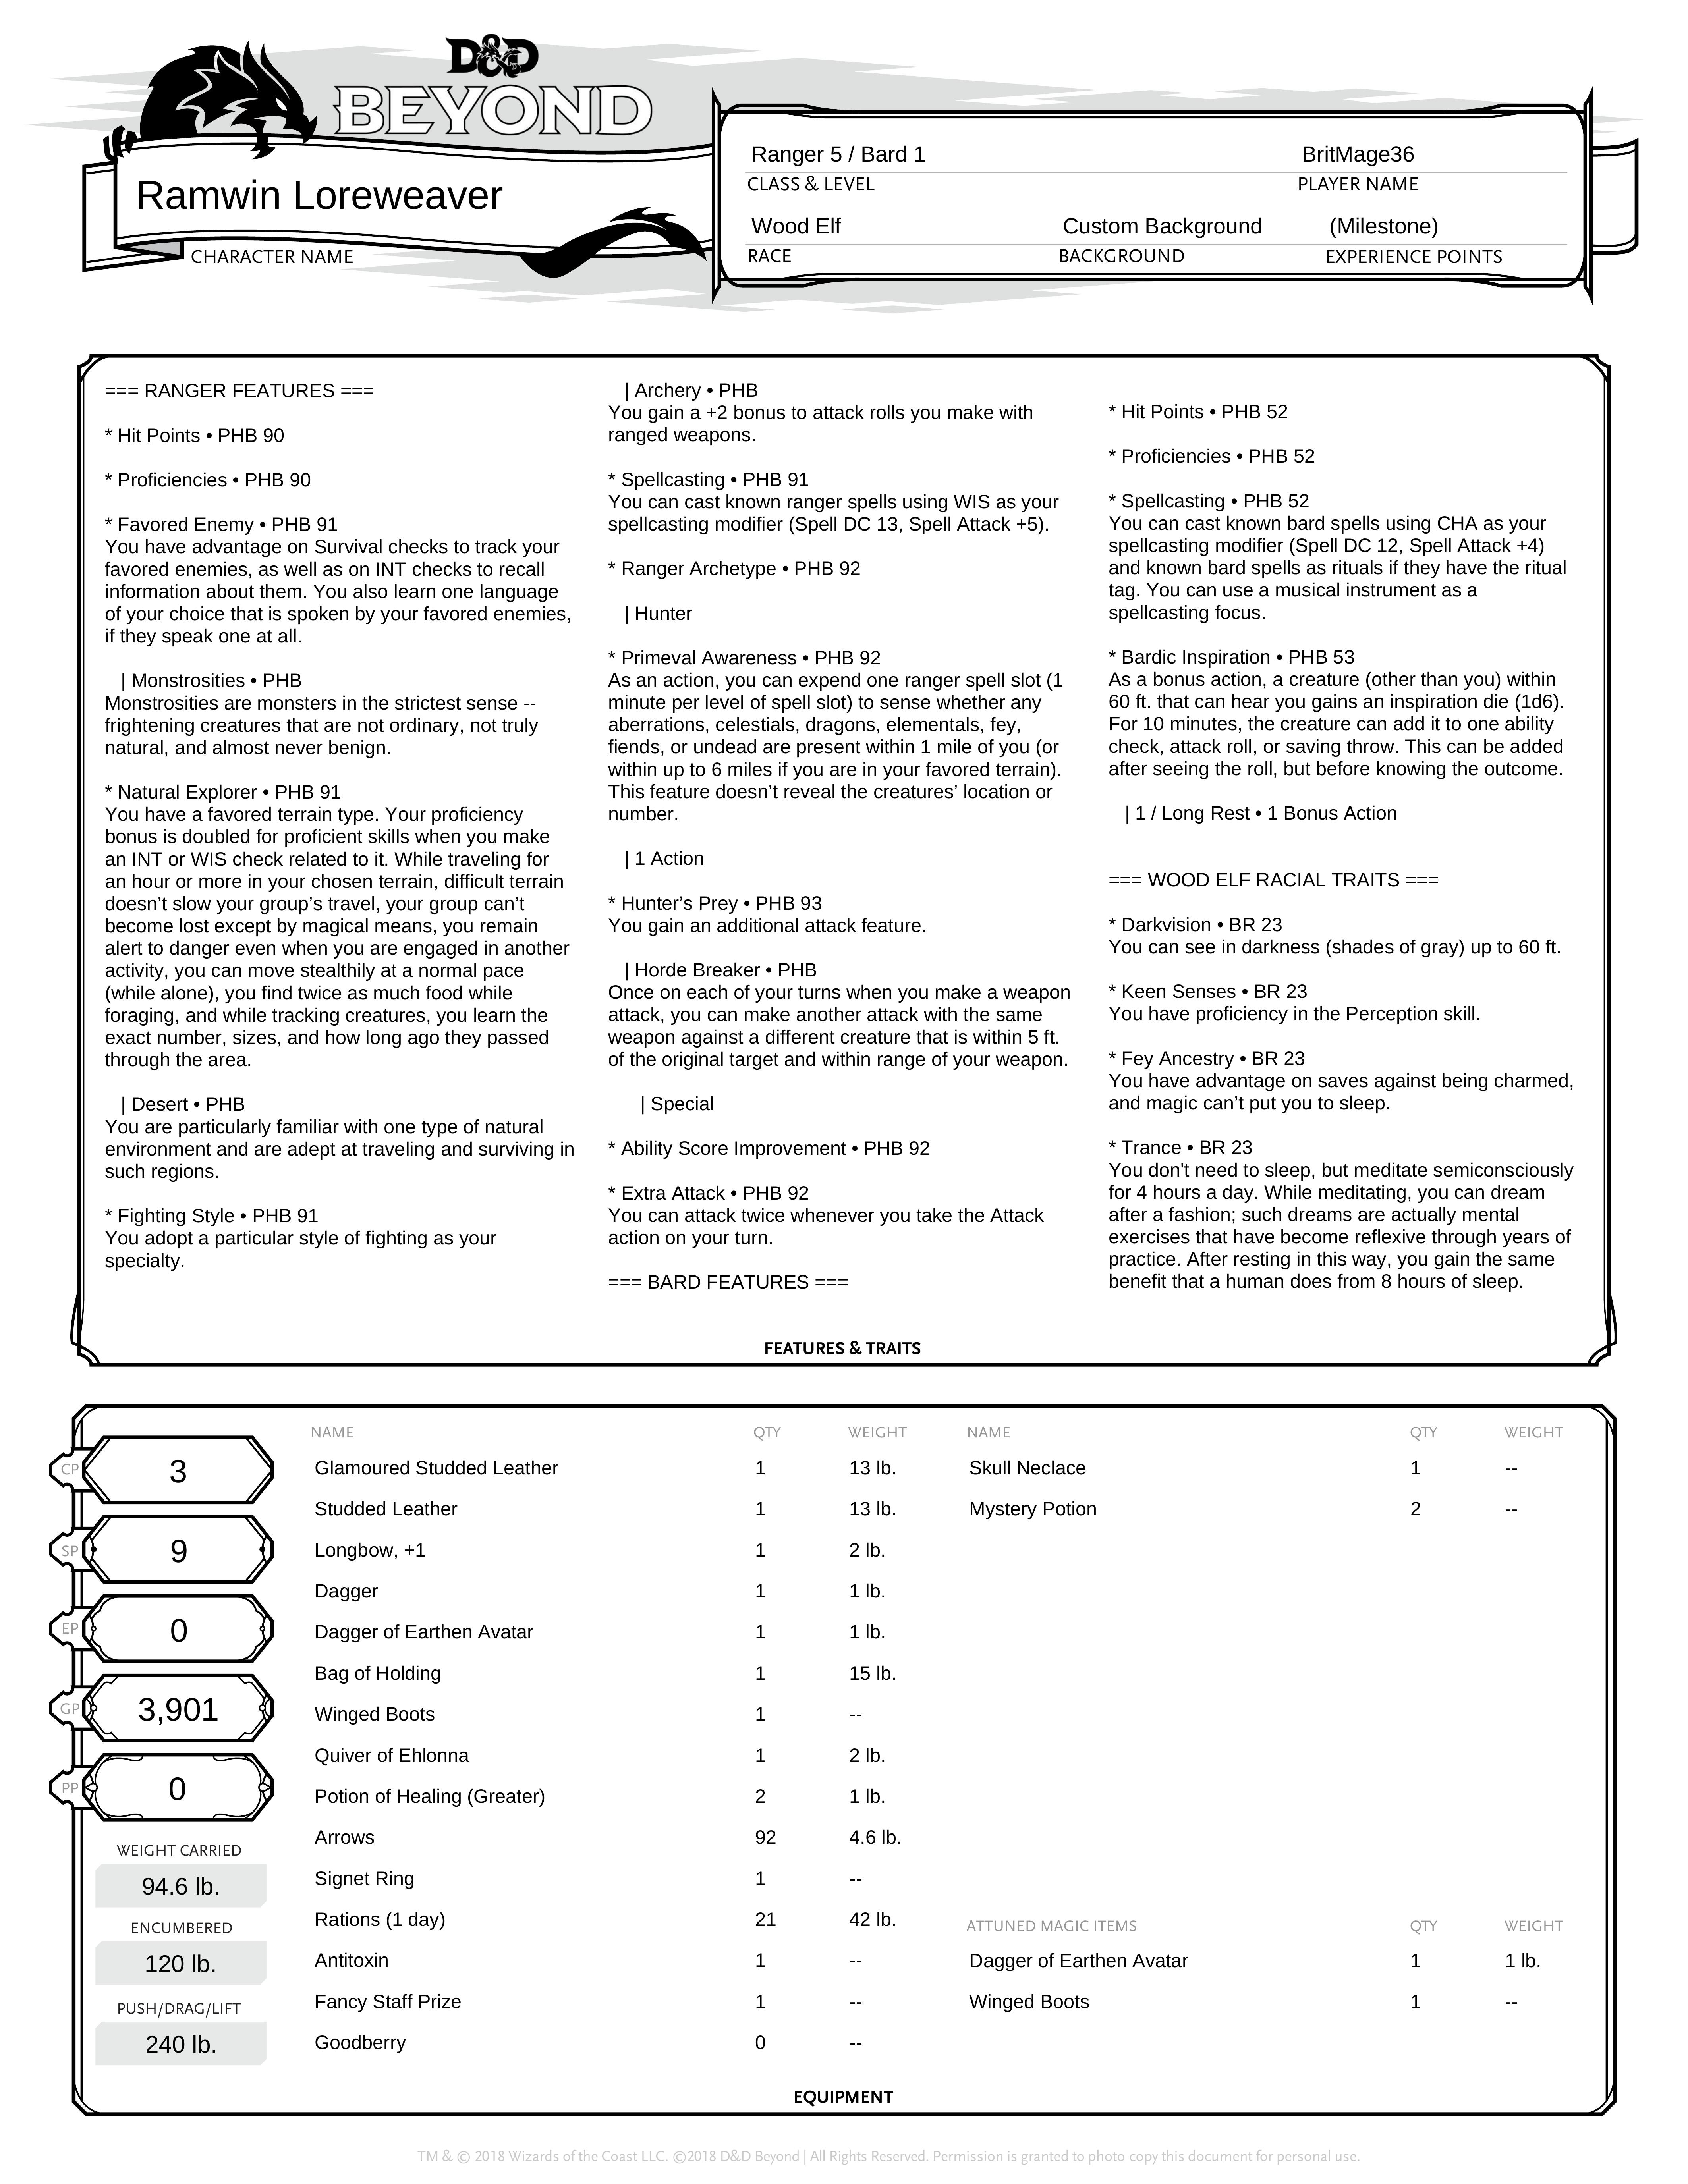 D&D
BEYOND
Ramwin Loreweaver
CHARACTER NAME
Ranger 5 / Bard 1
BritMage36
CLASS & LEVEL
PLAYER NAME
Wood Elf
Custom Background
(Milestone)
RACE
BACKGROUND
EXPERIENCE POINTS
=== RANGER FEATURES ===
* Hit Points • PHB 90
* Proficiencies • PHB 90
* Favored Enemy • PHB 91
You have advantage on Survival checks to track your
favored enemies, as well as on INT checks to recall
information about them. You also learn one language
of your choice that is spoken by your favored enemies,
if they speak one at all.
| Monstrosities • PHB
Monstrosities are monsters in the strictest sense --
frightening creatures that are not ordinary, not truly
natural, and almost never benign.
* Natural Explorer • PHB 91
You have a favored terrain type. Your proficiency
bonus is doubled for proficient skills when you make
an INT or WIS check related to it. While traveling for
an hour or more in your chosen terrain, difficult terrain
doesn’t slow your group’s travel, your group can’t
become lost except by magical means, you remain
alert to danger even when you are engaged in another
activity, you can move stealthily at a normal pace
(while alone), you find twice as much food while
foraging, and while tracking creatures, you learn the
exact number, sizes, and how long ago they passed
through the area.
| Desert • PHB
You are particularly familiar with one type of natural
environment and are adept at traveling and surviving in
such regions.
* Fighting Style • PHB 91
You adopt a particular style of fighting as your
specialty.
| Archery • PHB
You gain a +2 bonus to attack rolls you make with
ranged weapons.
* Spellcasting • PHB 91
You can cast known ranger spells using WIS as your
spellcasting modifier (Spell DC 13, Spell Attack +5).
* Ranger Archetype • PHB 92
| Hunter
* Primeval Awareness • PHB 92
As an action, you can expend one ranger spell slot (1
minute per level of spell slot) to sense whether any
aberrations, celestials, dragons, elementals, fey,
fiends, or undead are present within 1 mile of you (or
within up to 6 miles if you are in your favored terrain).
This feature doesn’t reveal the creatures’ location or
number.
| 1 Action
* Hunter’s Prey • PHB 93
You gain an additional attack feature.
| Horde Breaker • PHB
Once on each of your turns when you make a weapon
attack, you can make another attack with the same
weapon against a different creature that is within 5 ft.
of the original target and within range of your weapon.
| Special
* Ability Score Improvement • PHB 92
* Extra Attack • PHB 92
You can attack twice whenever you take the Attack
action on your turn.
=== BARD FEATURES ===
* Hit Points • PHB 52
* Proficiencies • PHB 52
* Spellcasting • PHB 52
You can cast known bard spells using CHA as your
spellcasting modifier (Spell DC 12, Spell Attack +4)
and known bard spells as rituals if they have the ritual
tag. You can use a musical instrument as a
spellcasting focus.
* Bardic Inspiration • PHB 53
As a bonus action, a creature (other than you) within
60 ft. that can hear you gains an inspiration die (1d6).
For 10 minutes, the creature can add it to one ability
check, attack roll, or saving throw. This can be added
after seeing the roll, but before knowing the outcome.
| 1 / Long Rest • 1 Bonus Action
=== WOOD ELF RACIAL TRAITS ===
* Darkvision • BR 23
You can see in darkness (shades of gray) up to 60 ft.
* Keen Senses • BR 23
You have proficiency in the Perception skill.
* Fey Ancestry • BR 23
You have advantage on saves against being charmed,
and magic can’t put you to sleep.
* Trance • BR 23
You don't need to sleep, but meditate semiconsciously
for 4 hours a day. While meditating, you can dream
after a fashion; such dreams are actually mental
exercises that have become reflexive through years of
practice. After resting in this way, you gain the same
benefit that a human does from 8 hours of sleep.
FEATURES & TRAITS
CP 3
SP 9
EP 0
GP 3,901
PP 0
WEIGHT CARRIED
94.6 lb.
ENCUMBERED
120 lb.
PUSH/DRAG/LIFT
240 lb.
NAME QTY WEIGHT
Glamoured Studded Leather 1 13 lb.
Studded Leather 1 13 lb.
Longbow, +1 1 2 lb.
Dagger 1 1 lb.
Dagger of Earthen Avatar 1 1 lb.
Bag of Holding 1 15 lb.
Winged Boots 1 --
Quiver of Ehlonna 1 2 lb.
Potion of Healing (Greater) 2 1 lb.
Arrows 92 4.6 lb.
Signet Ring 1 --
Rations (1 day) 21 42 lb.
Antitoxin 1 --
Fancy Staff Prize 1 --
Goodberry 0 --
NAME QTY WEIGHT
Skull Neclace 1 --
Mystery Potion 2 --
ATTUNED MAGIC ITEMS QTY WEIGHT
Dagger of Earthen Avatar 1 1 lb.
Winged Boots 1 --
EQUIPMENT
TM & © 2018 Wizards of the Coast LLC. ©2018 D&D Beyond | All Rights Reserved. Permission is granted to photo copy this document for personal use.